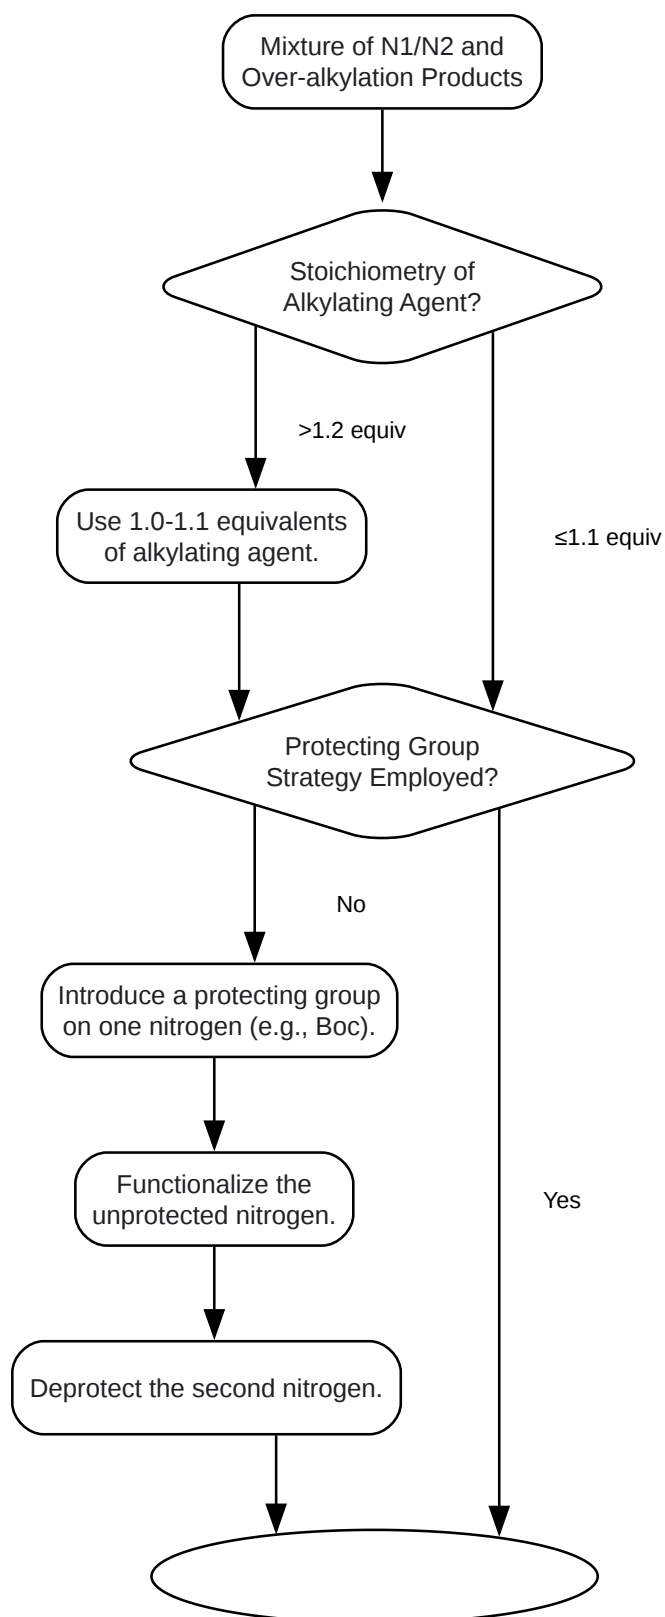 Mixture of N1/N2 and
Over-alkylation Products
Stoichiometry of
Alkylating Agent?
>1.2 equiv
Use 1.0-1.1 equivalents
of alkylating agent.
≤1.1 equiv
Protecting Group
Strategy Employed?
No
Introduce a protecting group
on one nitrogen (e.g., Boc).
Functionalize the
unprotected nitrogen.
Yes
Deprotect the second nitrogen.